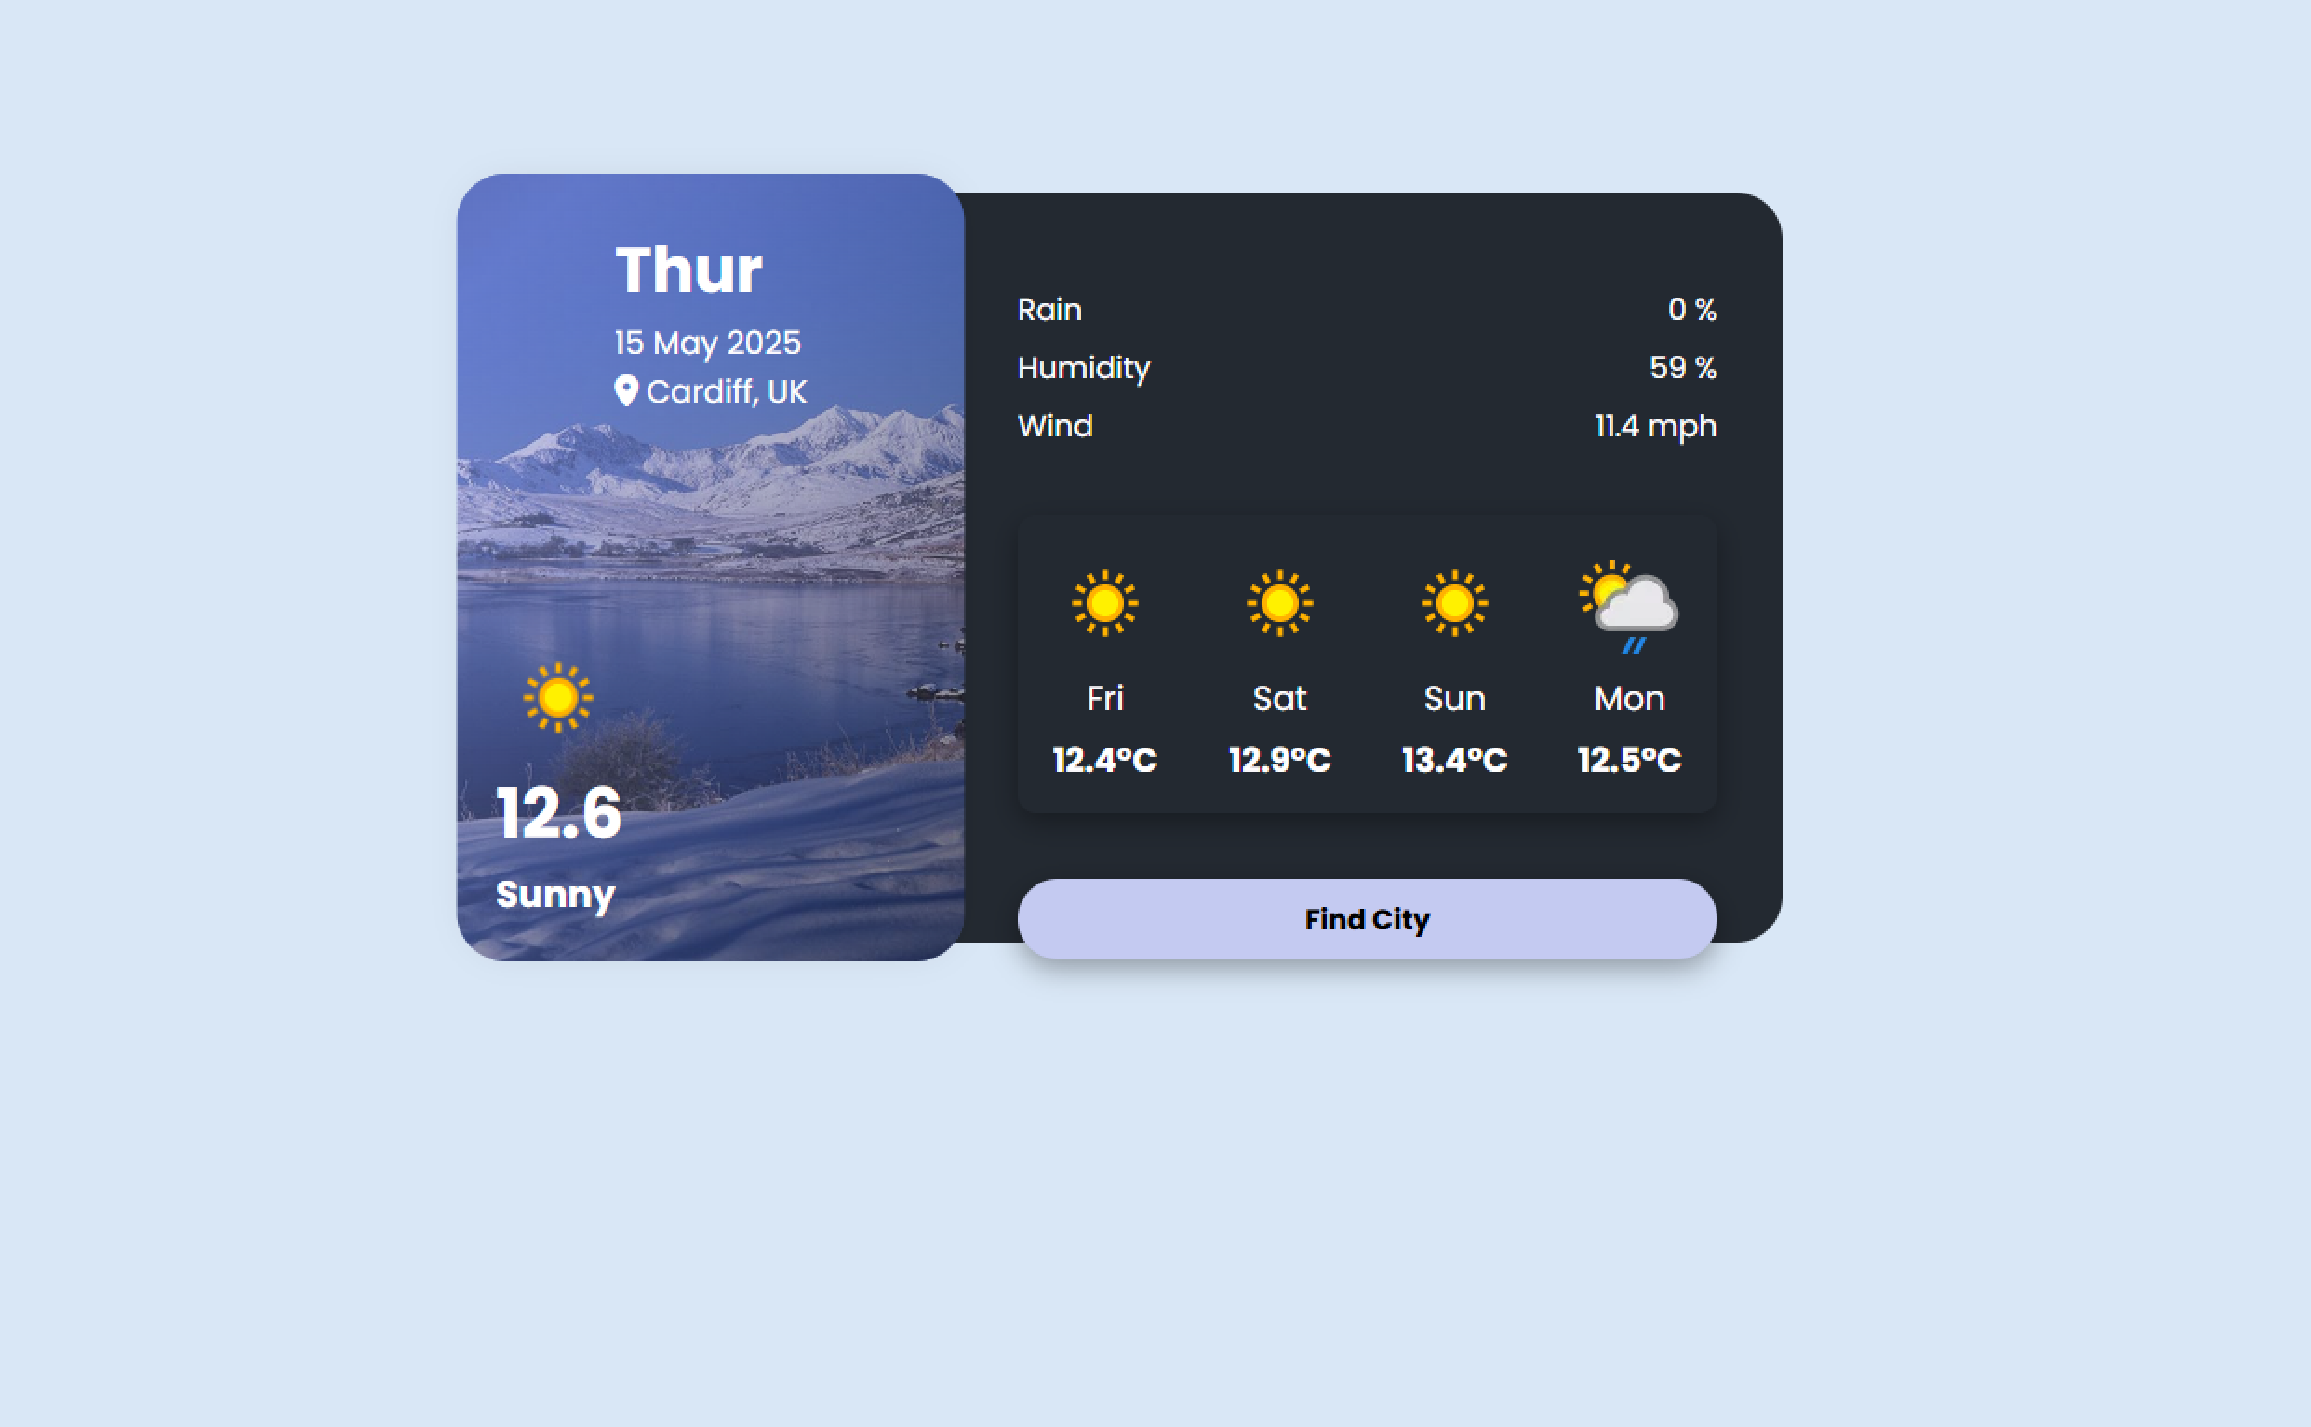 Thur
15 May 2025
Cardiff, UK
12.6
Sunny
Rain 0 %
Humidity 59 %
Wind 11.4 mph
Fri Sat Sun Mon
12.4°C 12.9°C 13.4°C 12.5°C
Find City